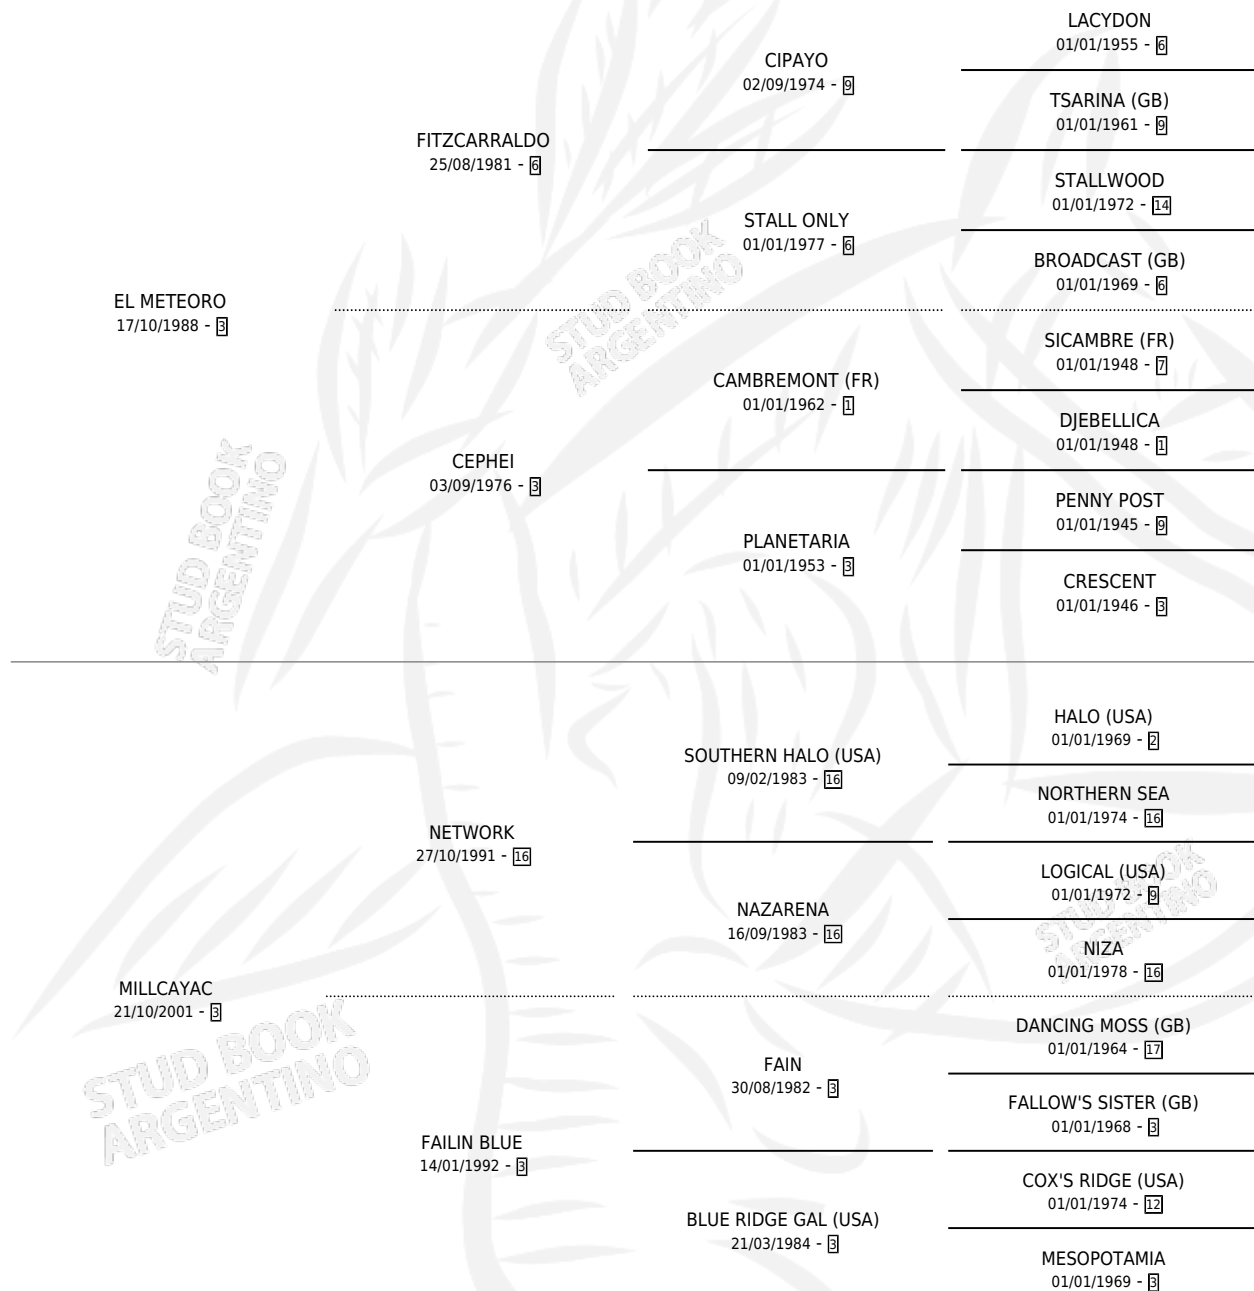 LACYDON
01/01/1955 - 6
CIPAYO
02/09/1974 - 9
TSARINA (GB)
01/01/1961 - 9
FITZCARRALDO
25/08/1981 - 6
STALLWOOD
01/01/1972 - 14
STALL ONLY
01/01/1977 - 6
BROADCAST (GB)
01/01/1969 - 6
EL METEORO
17/10/1988 - 3
STUD BOOK
ARGENTINO
SICAMBRE (FR)
01/01/1948 - 7
CAMBREMONT (FR)
01/01/1962 - 1
DJEBELLICA
01/01/1948 - 1
CEPHEI
03/09/1976 - 3
PENNY POST
01/01/1945 - 9
PLANETARIA
01/01/1953 - 3
CRESCENT
01/01/1946 - 3
STUD BOOK
ARGENTINO
HALO (USA)
01/01/1969 - 2
SOUTHERN HALO (USA)
09/02/1983 - 16
NORTHERN SEA
01/01/1974 - 16
NETWORK
27/10/1991 - 16
LOGICAL (USA)
01/01/1972 - 9
NAZARENA
16/09/1983 - 16
NIZA
01/01/1978 - 16
STUD BOOK
ARGENTINO
MILLCAYAC
21/10/2001 - 3
DANCING MOSS (GB)
01/01/1964 - 17
FAIN
30/08/1982 - 3
FALLOW'S SISTER (GB)
01/01/1968 - 3
STUD BOOK
ARGENTINO
FAILIN BLUE
14/01/1992 - 3
COX'S RIDGE (USA)
01/01/1974 - 12
BLUE RIDGE GAL (USA)
21/03/1984 - 3
MESOPOTAMIA
01/01/1969 - 3